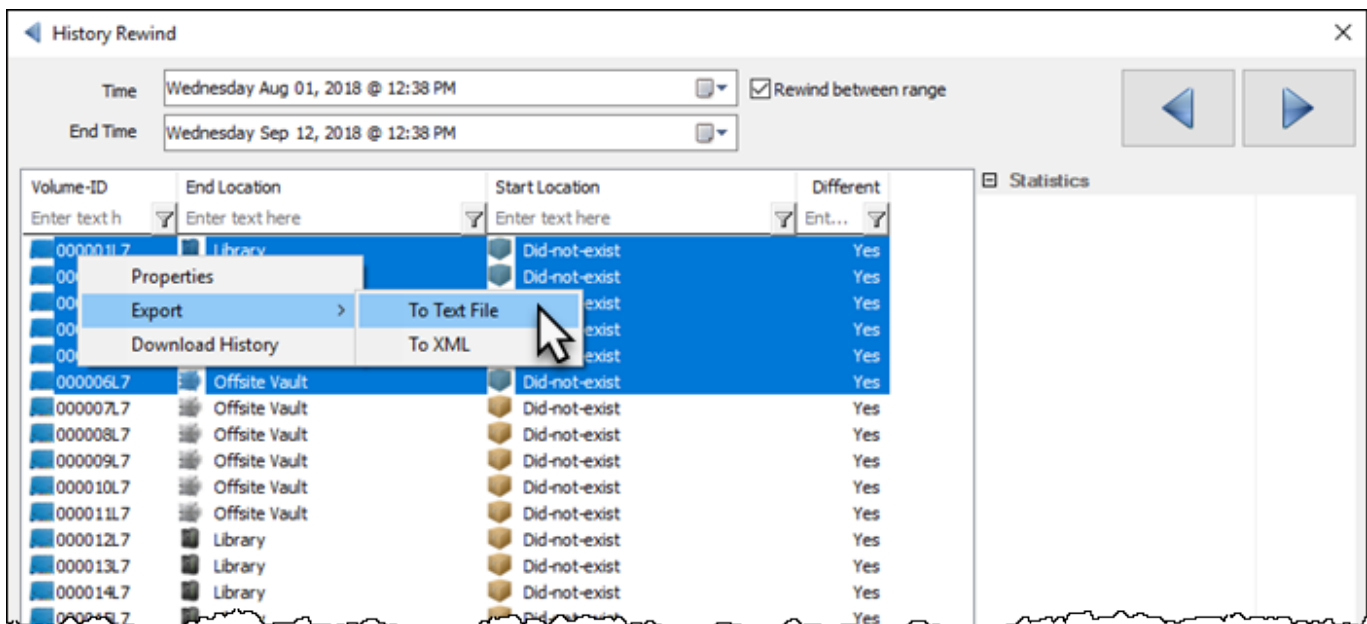 History Rewind
Time Wednesday Aug 01, 2018 @ 12:38 PM Rewind between range
End Time Wednesday Sep 12, 2018 @ 12:38 PM
Volume-ID End Location Start Location Different Statistics
Enter text h Enter text here Enter text here Ent...
000001L7 Library Did-not-exist Yes
Properties Did-not-exist Yes
Export > To Text File exist Yes
exist Yes
Download History To XML exist Yes
000006L7 Offsite Vault Did-not-exist Yes
000007L7 Offsite Vault Did-not-exist Yes
000008L7 Offsite Vault Did-not-exist Yes
000009L7 Offsite Vault Did-not-exist Yes
000010L7 Offsite Vault Did-not-exist Yes
000011L7 Offsite Vault Did-not-exist Yes
000012L7 Library Did-not-exist Yes
000013L7 Library Did-not-exist Yes
000014L7 Library Did-not-exist Yes
Yes